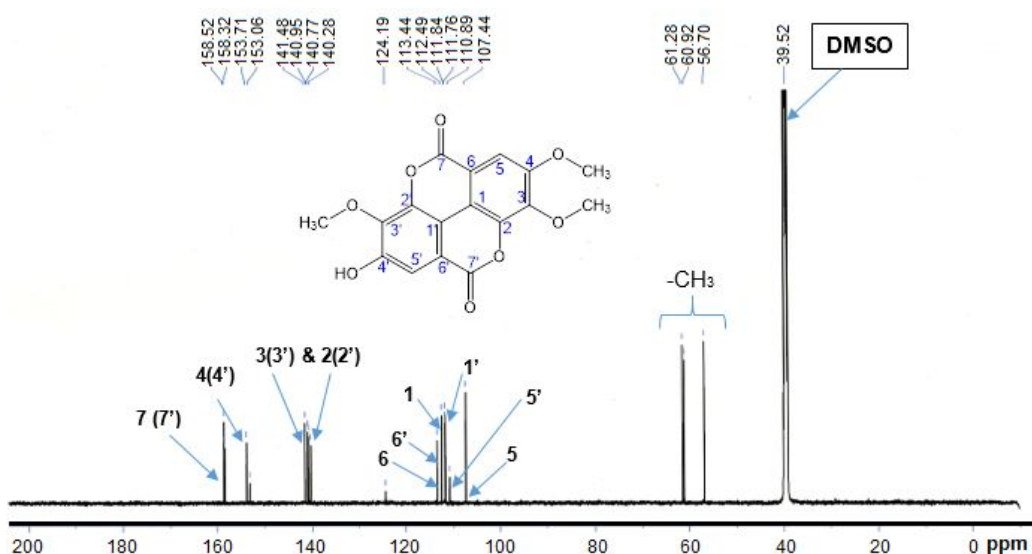 158.52
158.32
153.71
153.06
141.48
140.95
140.77
140.28
124.19
113.44
112.49
111.84
111.76
110.89
107.44
61.28
60.92
56.70
39.52
DMSO
O
7
6
5
4
O
CH₃
O
2'
1
3
O
CH₃
H₃C
O
3'
1'
2
HO
4'
5'
6'
7'
O
O
-CH₃
3(3’) & 2(2’)
4(4’)
7 (7’)
1
1’
5’
6’
6
5
200 180 160 140 120 100 80 60 40 20 0 ppm